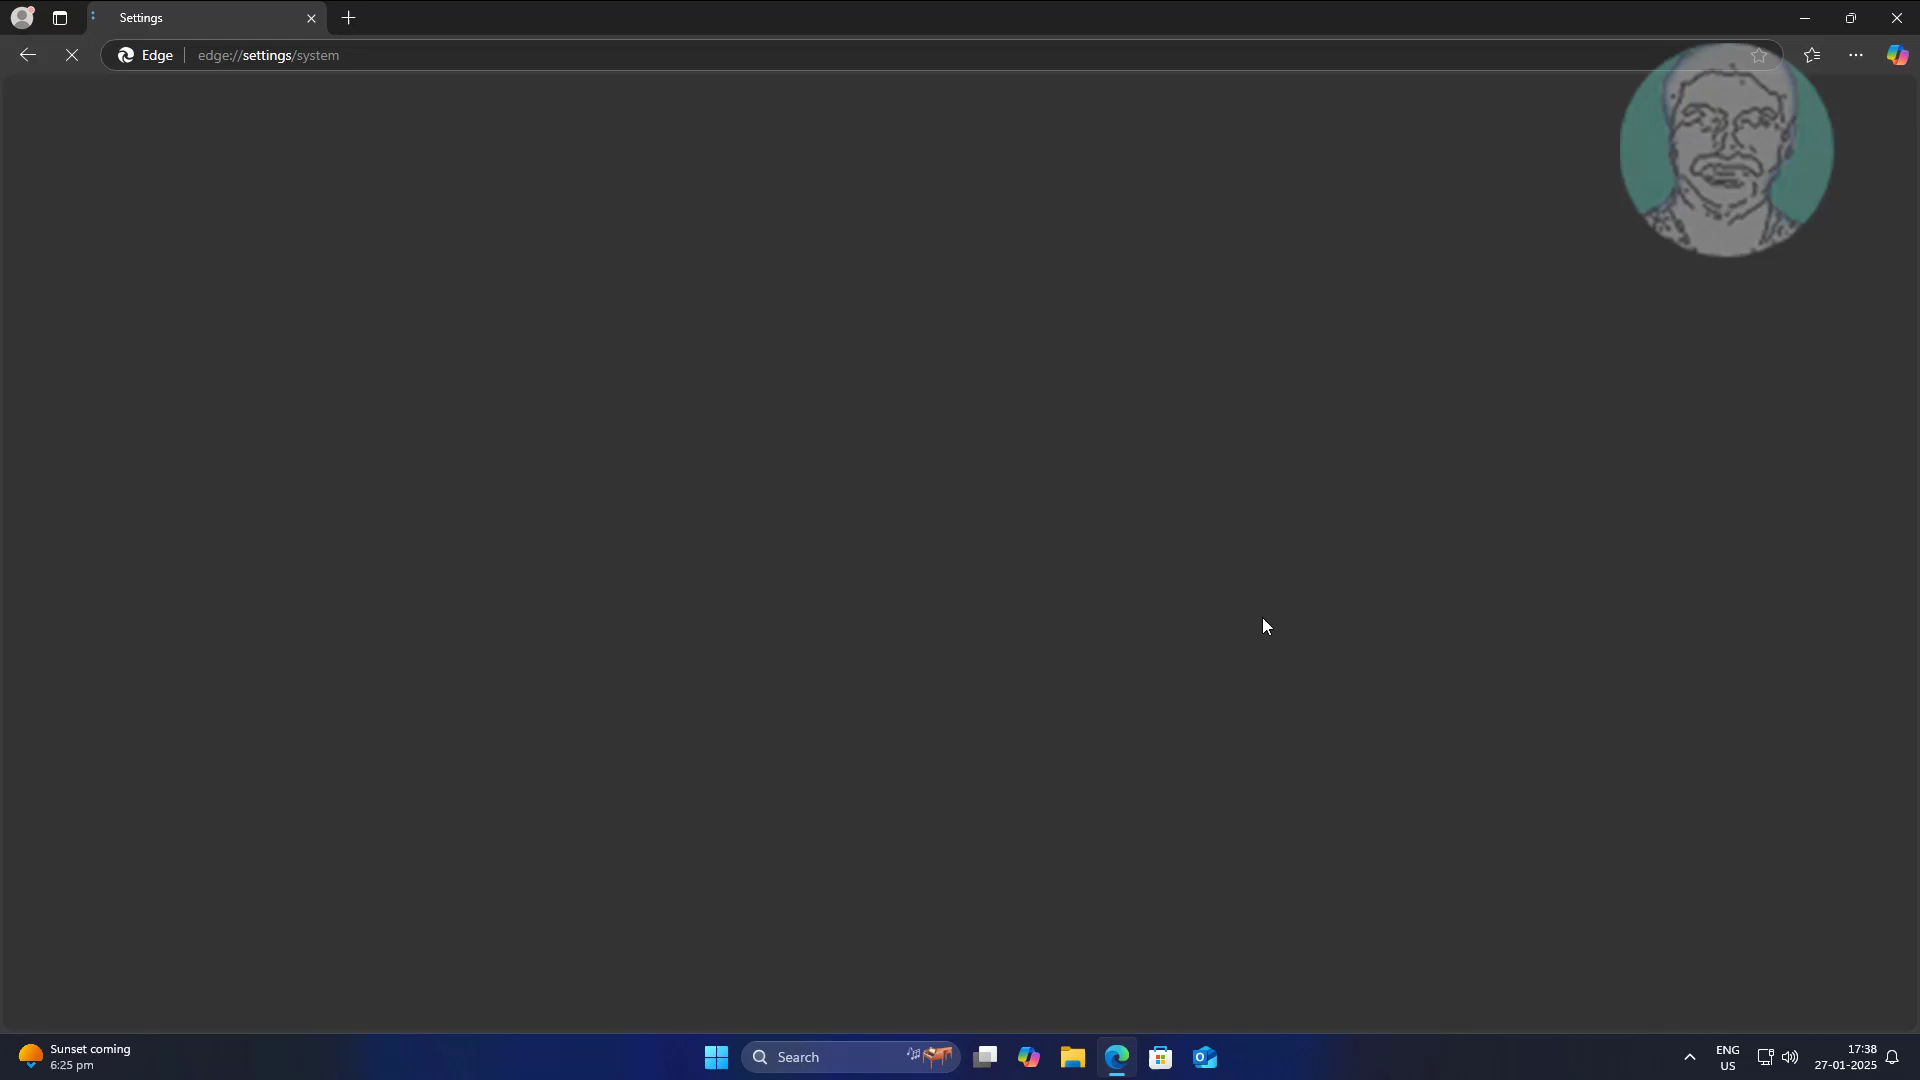 Settings
Edge edge://settings/system
Sunset coming
6:25 pm
Search
ENG
US
17:38
27-01-2025